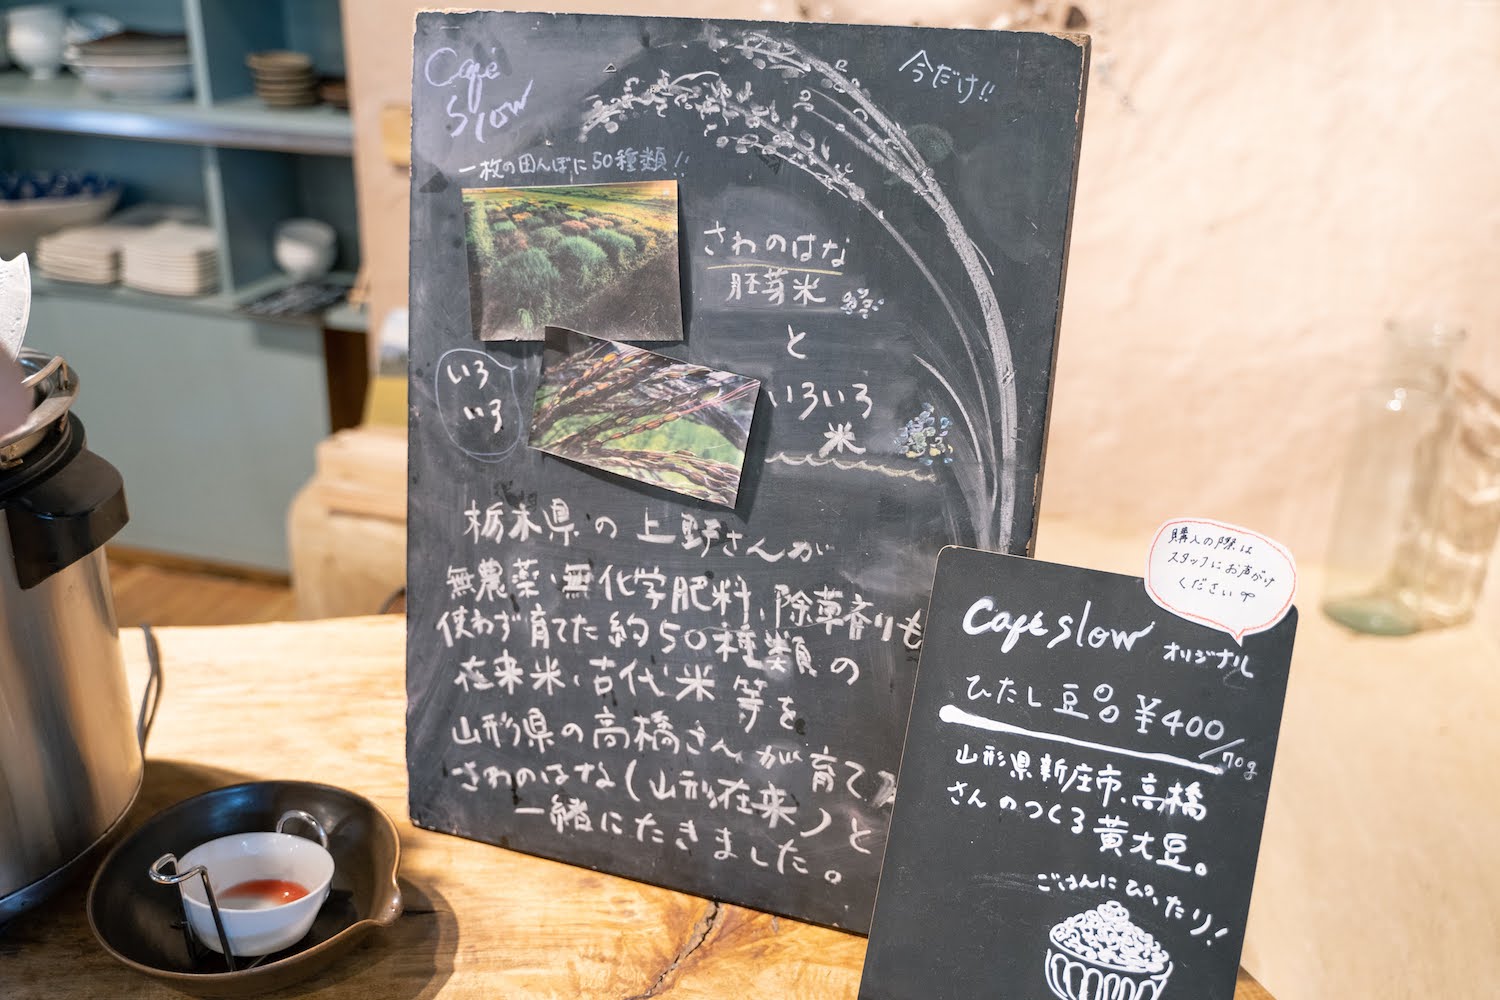 Café
Slow
今だけ!!
一枚の田んぼに50種類!!
さわのはな
胚芽米
と
いろいろ
米
いろ
いろ
栃木県の上野さんが
無農薬・無化学肥料、除草剤も
使わず育てた約50種類の
在来米・古代米等を
山形県の高橋さんが育て
さわのはな(山形在来)と
一緒にたきました。
購入の際は
スタッフにお声がけ
ください
Café slow
オリジナル
ひたし豆 ¥400/70g
山形県新庄市、高橋
さんのつくる黄大豆。
ごはんにぴったり!